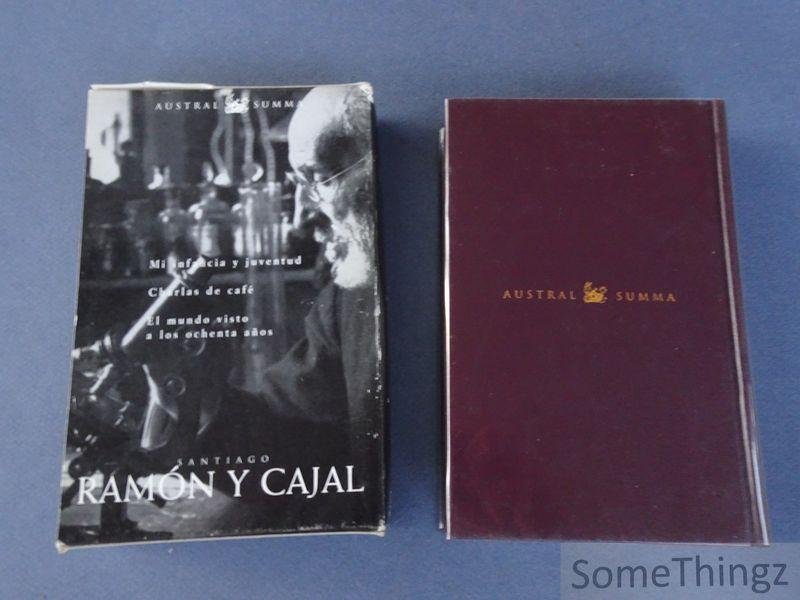 AUSTRAL SUMMA
Mi infancia y juventud
Charlas de café
El mundo visto
a los ochenta años
SANTIAGO
RAMÓN Y CAJAL
AUSTRAL SUMMA
SomeThingz